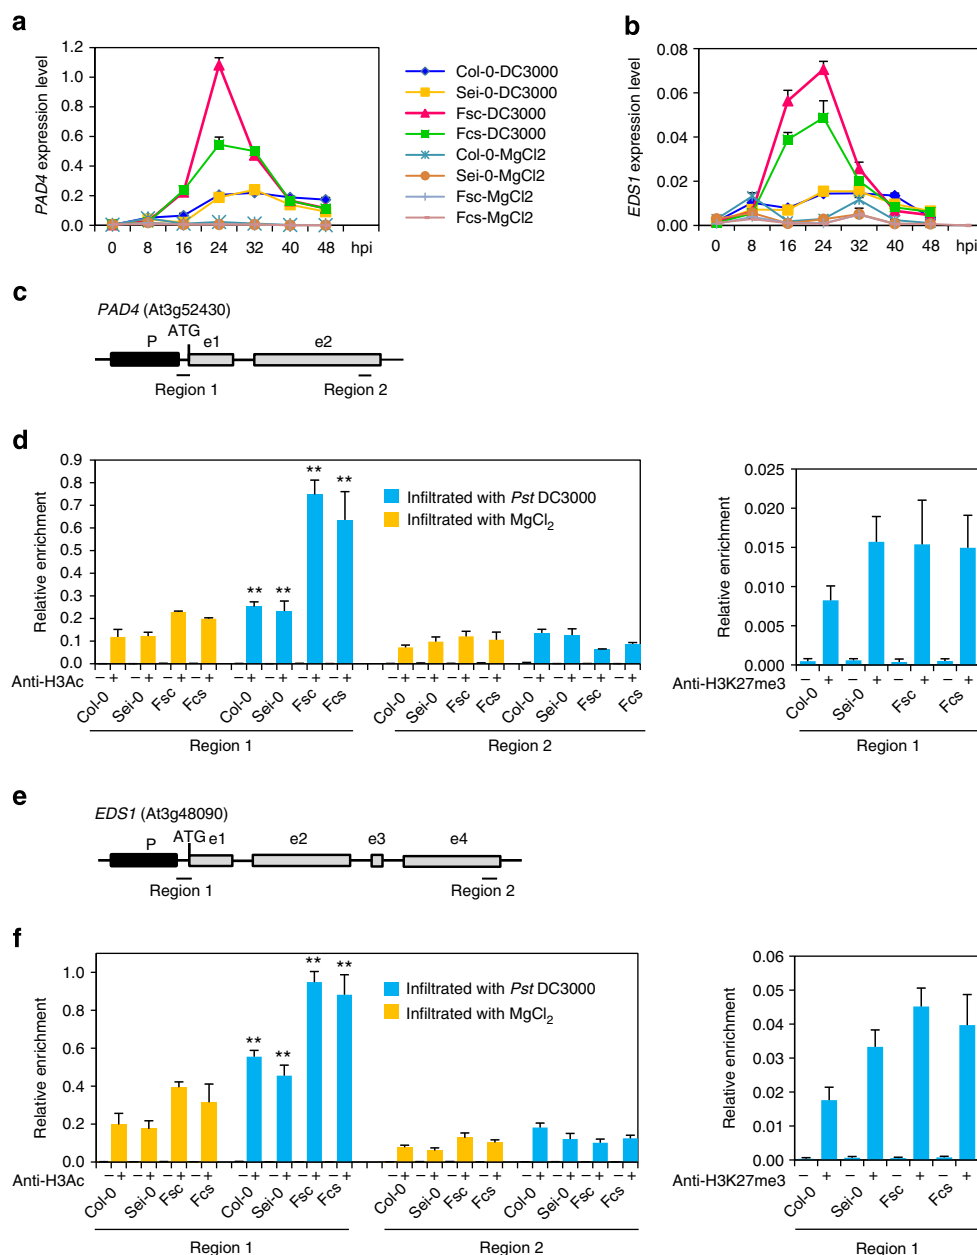 a
PAD4 expression level
1.2
1.0
0.8
0.6
0.4
0.2
0.0
0 8 16 24 32 40 48 hpi
Col-0-DC3000
Sei-0-DC3000
Fsc-DC3000
Fcs-DC3000
Col-0-MgCl2
Sei-0-MgCl2
Fsc-MgCl2
Fcs-MgCl2
b
EDS1 expression level
0.08
0.06
0.04
0.02
0.00
0 8 16 24 32 40 48 hpi
c
PAD4 (At3g52430)
P ATG e1 e2
Region 1 Region 2
d
Relative enrichment
0.9
0.8
0.7
0.6
0.5
0.4
0.3
0.2
0.1
0.0
** ** ** **
Infiltrated with Pst DC3000
Infiltrated with MgCl2
Anti-H3Ac − + − + − + − + − + − + − + − + − + − + − + − + − + − + − + − +
Col-0 Sei-0 Fsc Fcs Col-0 Sei-0 Fsc Fcs Col-0 Sei-0 Fsc Fcs Col-0 Sei-0 Fsc Fcs
Region 1 Region 2
Relative enrichment
0.025
0.020
0.015
0.010
0.005
0.000
Anti-H3K27me3 − + − + − + − +
Col-0 Sei-0 Fsc Fcs
Region 1
e
EDS1 (At3g48090)
P ATG e1 e2 e3 e4
Region 1 Region 2
f
Relative enrichment
1.0
0.8
0.6
0.4
0.2
0.0
** ** ** **
Infiltrated with Pst DC3000
Infiltrated with MgCl2
Anti-H3Ac − + − + − + − + − + − + − + − + − + − + − + − + − + − + − + − +
Col-0 Sei-0 Fsc Fcs Col-0 Sei-0 Fsc Fcs Col-0 Sei-0 Fsc Fcs Col-0 Sei-0 Fsc Fcs
Region 1 Region 2
Relative enrichment
0.06
0.05
0.04
0.03
0.02
0.01
0.00
Anti-H3K27me3 − + − + − + − +
Col-0 Sei-0 Fsc Fcs
Region 1